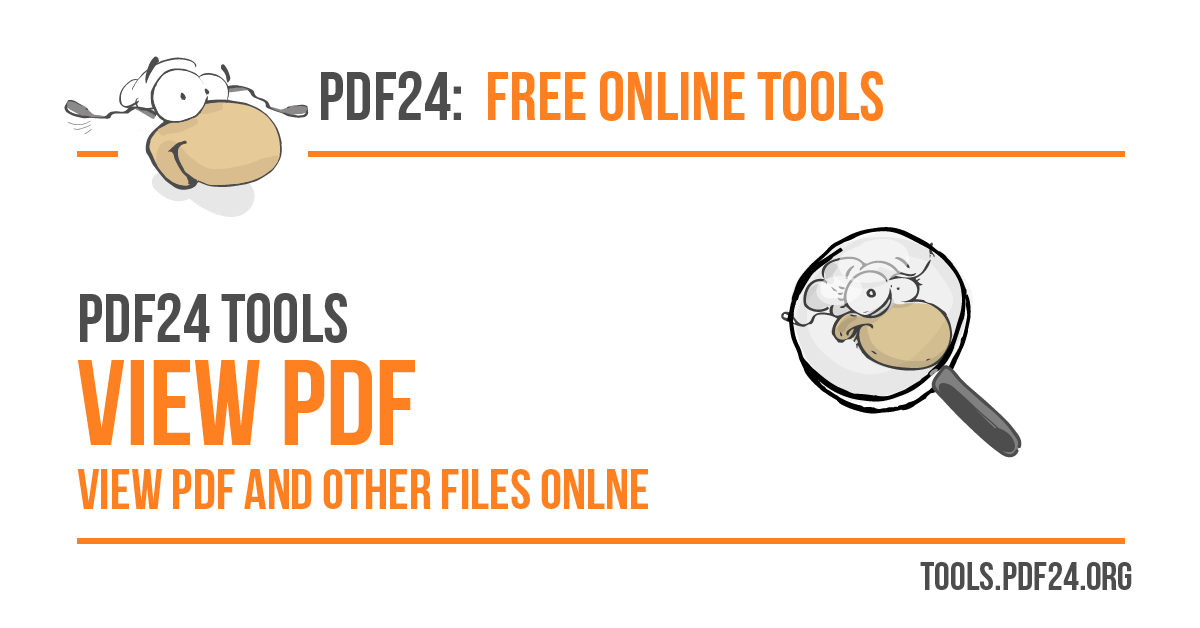 PDF24: FREE ONLINE TOOLS
PDF24 TOOLS
VIEW PDF
VIEW PDF AND OTHER FILES ONLNE
TOOLS.PDF24.ORG